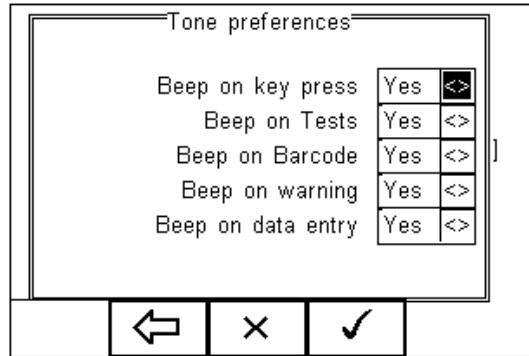 Tone preferences
Beep on key press Yes <>
Beep on Tests Yes <>
Beep on Barcode Yes <>
]
Beep on warning Yes <>
Beep on data entry Yes <>